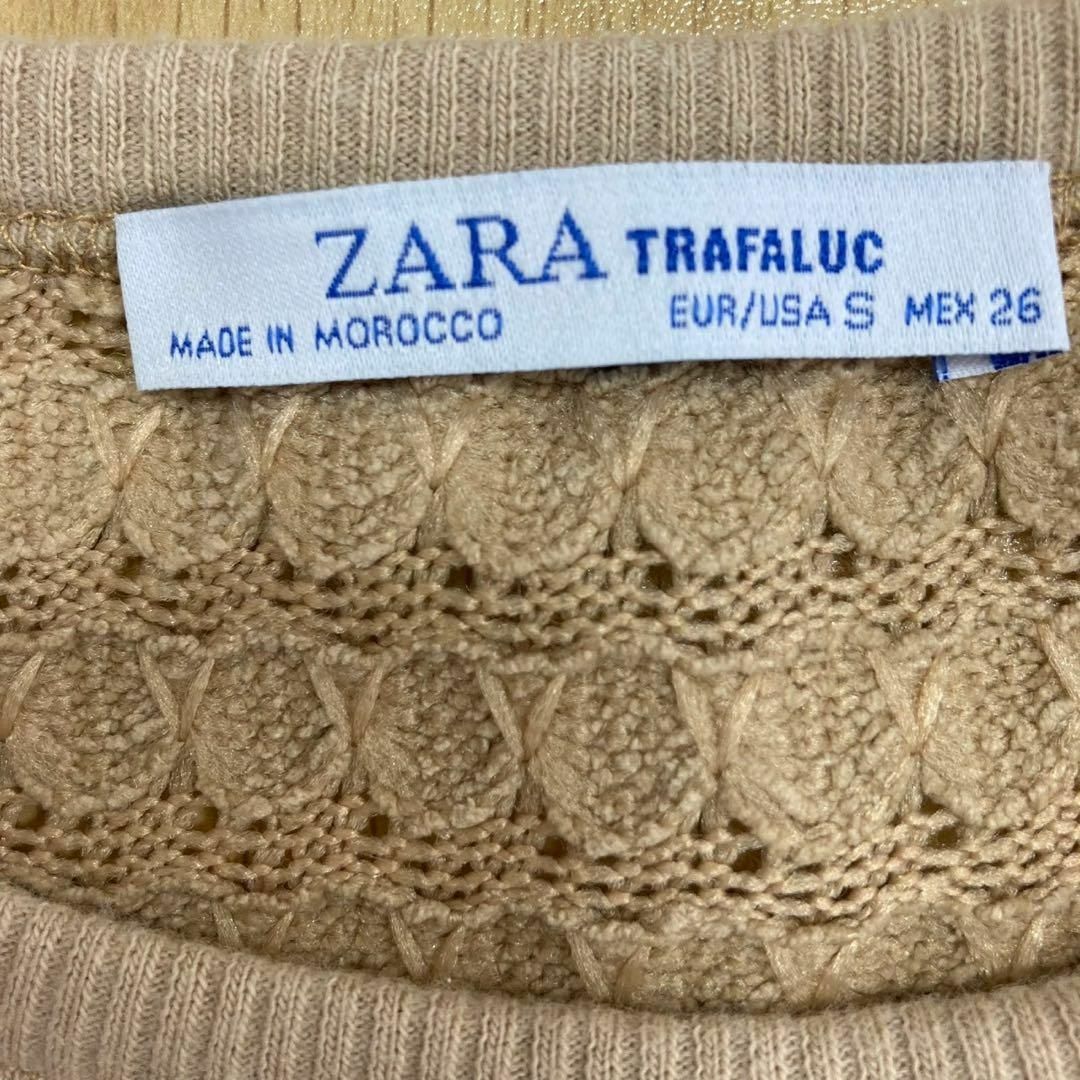 ZARA TRAFALUC
MADE IN MOROCCO EUR/USA S MEX 26